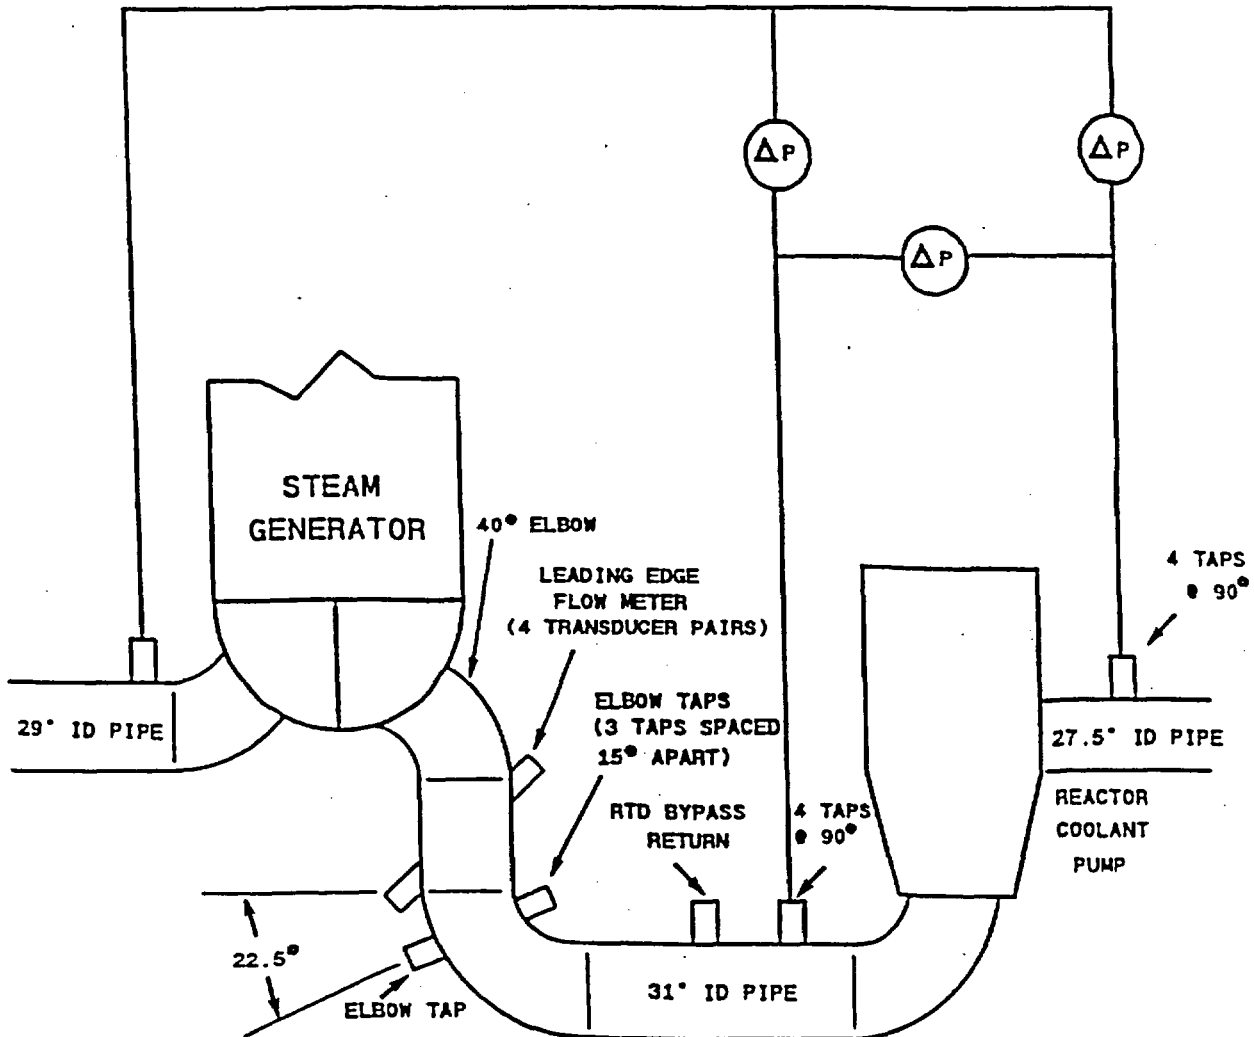 ΔP
ΔP
ΔP
STEAM
GENERATOR
40° ELBOW
LEADING EDGE
FLOW METER
(4 TRANSDUCER PAIRS)
4 TAPS
@ 90°
ELBOW TAPS
(3 TAPS SPACED
15° APART)
29" ID PIPE
27.5" ID PIPE
RTD BYPASS
RETURN
4 TAPS
@ 90°
REACTOR
COOLANT
PUMP
22.5°
ELBOW TAP
31" ID PIPE